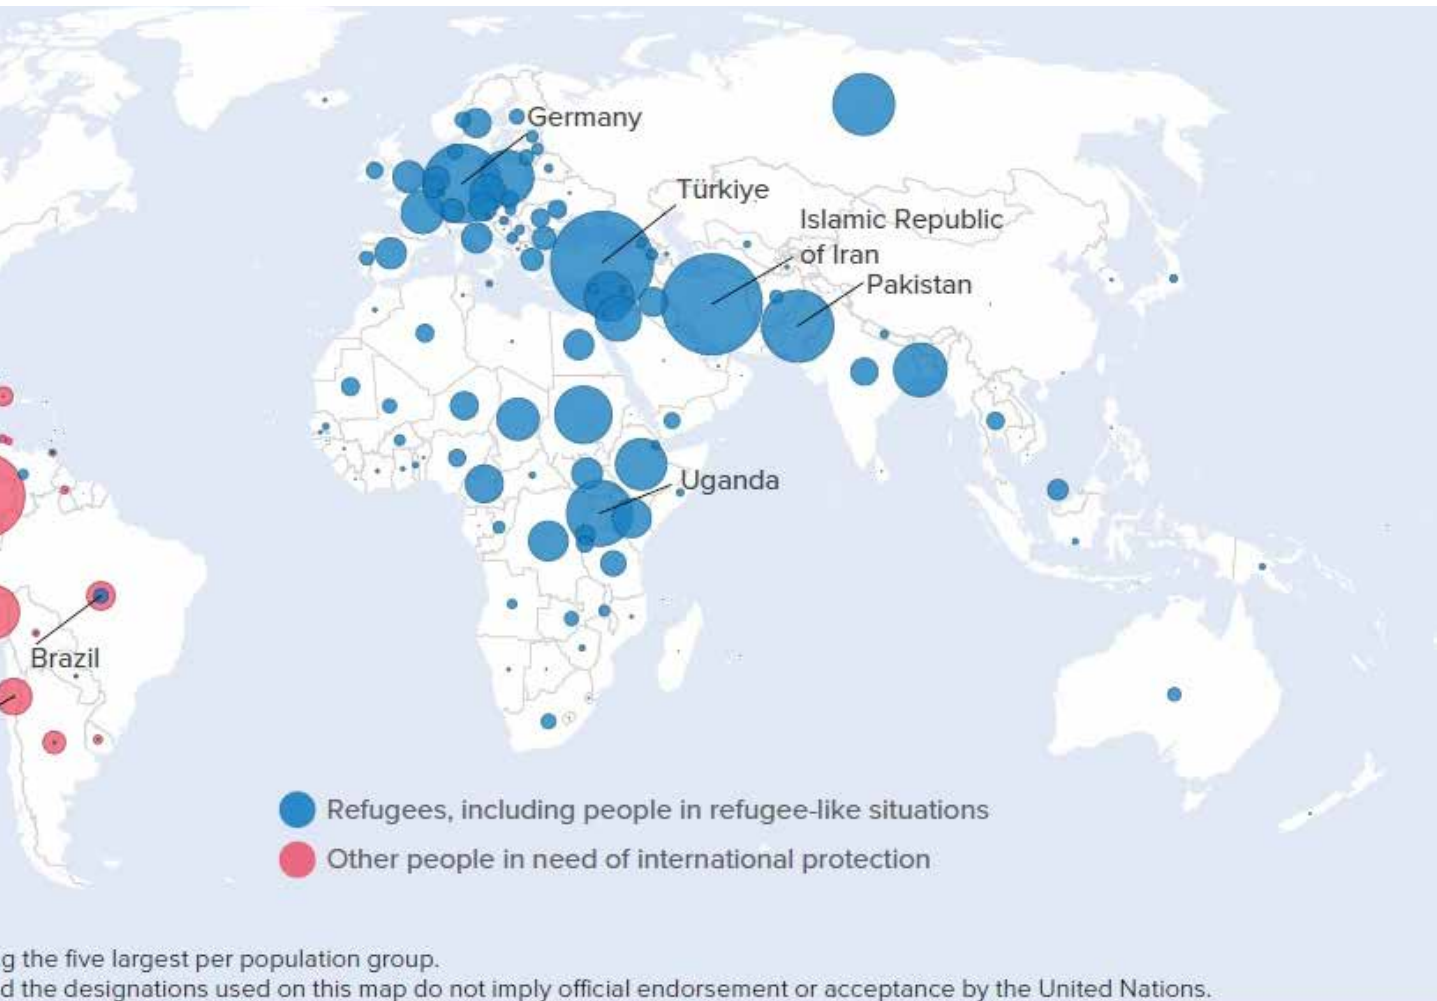 Germany
Türkiye
Islamic Republic
of Iran
Pakistan
Uganda
Brazil
Refugees, including people in refugee-like situations
Other people in need of international protection
g the five largest per population group.
d the designations used on this map do not imply official endorsement or acceptance by the United Nations.